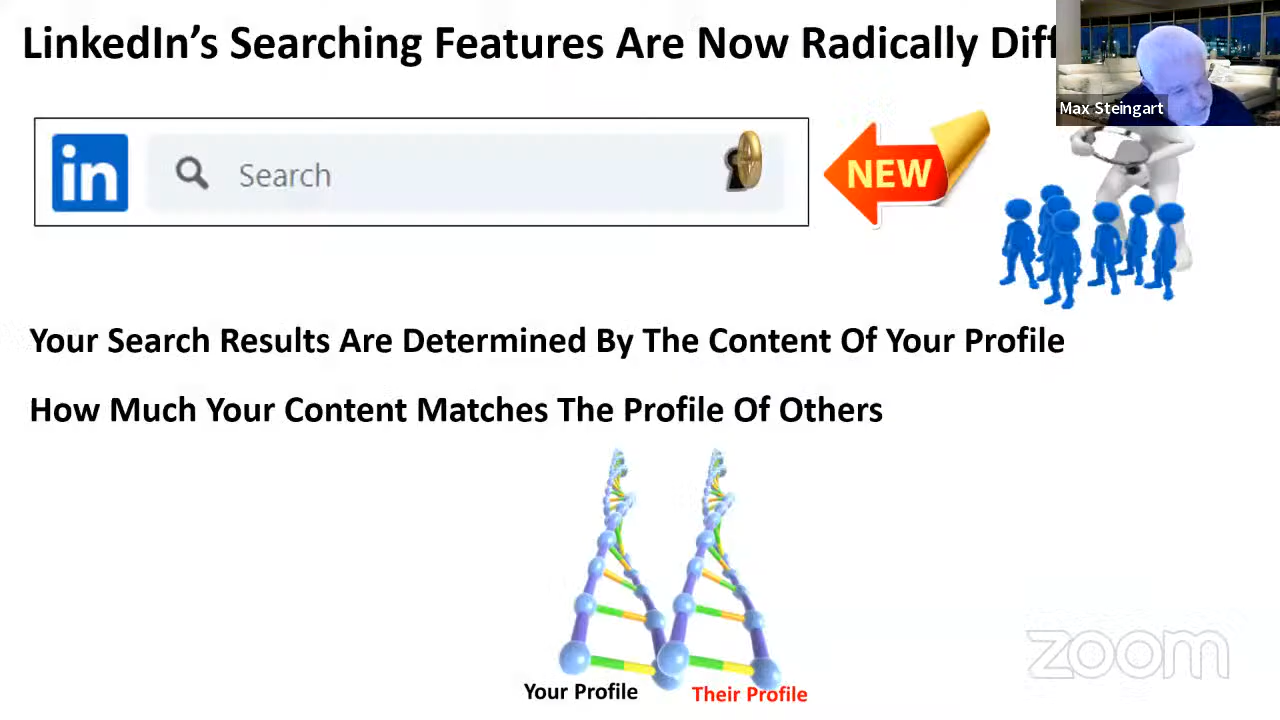 LinkedIn's Searching Features Are Now Radically Diff
Max Steingart
in
Search
NEW
Your Search Results Are Determined By The Content Of Your Profile
How Much Your Content Matches The Profile Of Others
Your Profile
Their Profile
zoom